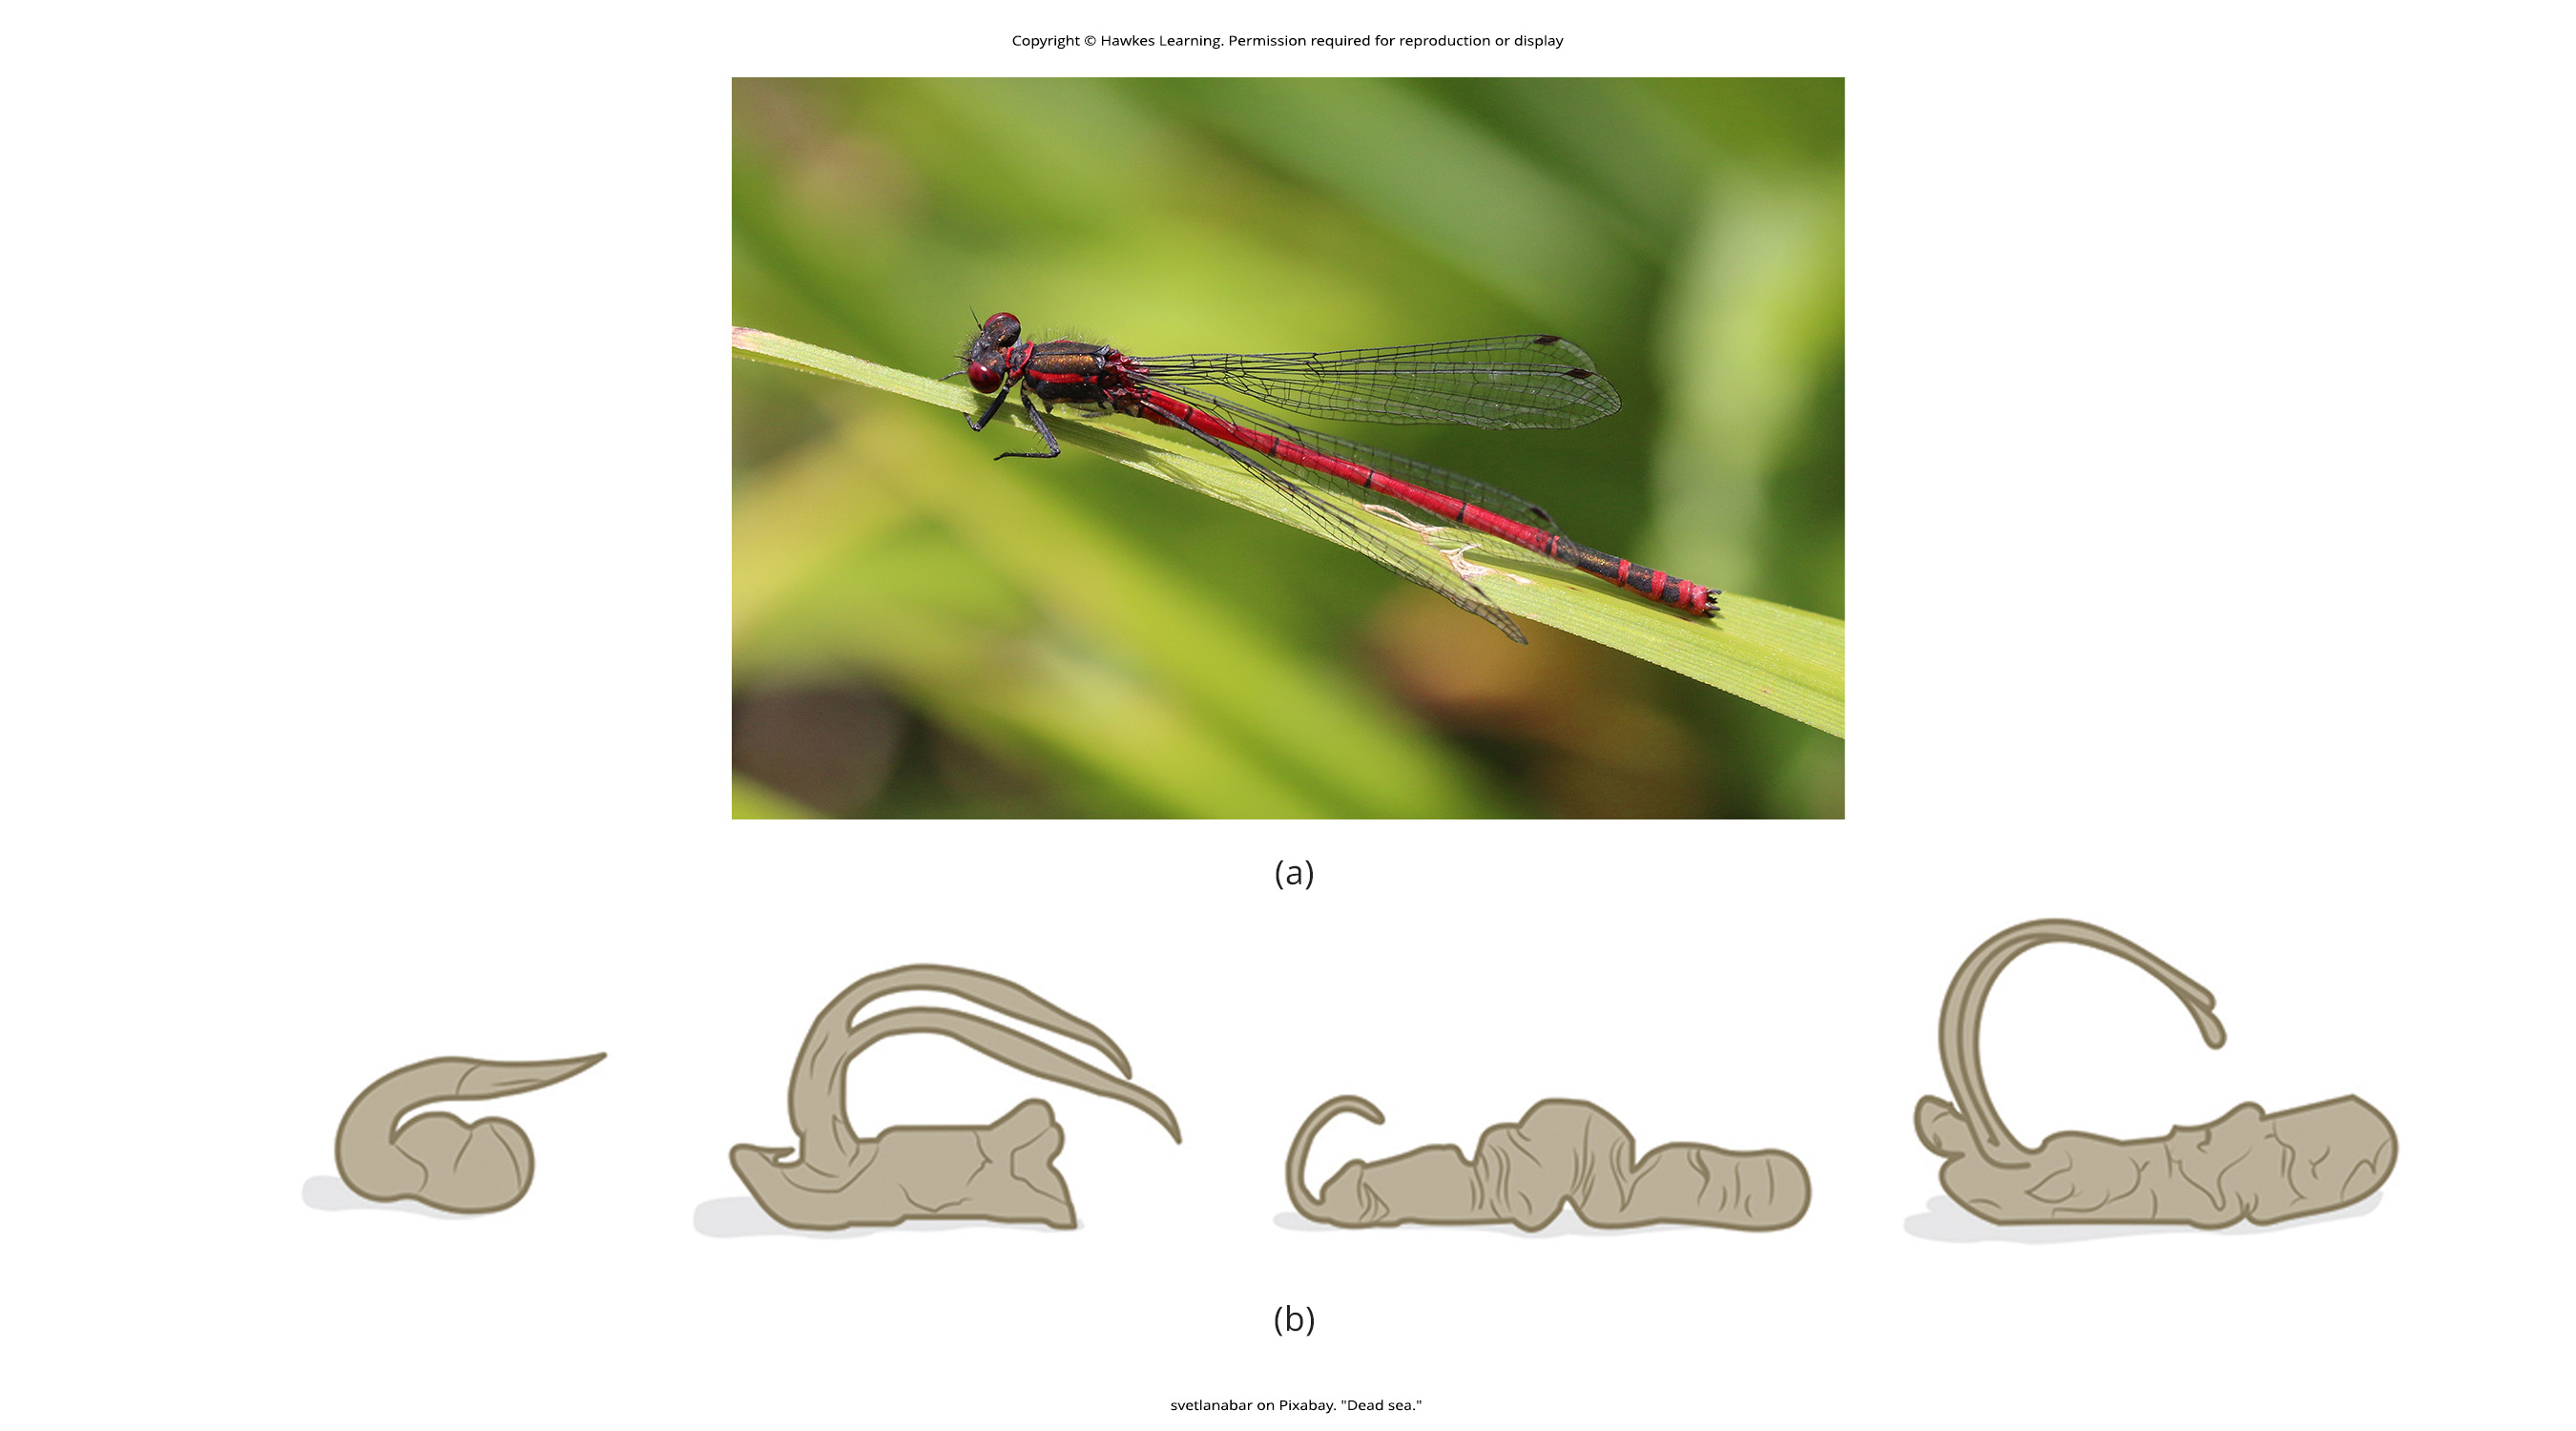 Copyright © Hawkes Learning. Permission required for reproduction or display
(a)
(b)
svetlanabar on Pixabay. "Dead sea."